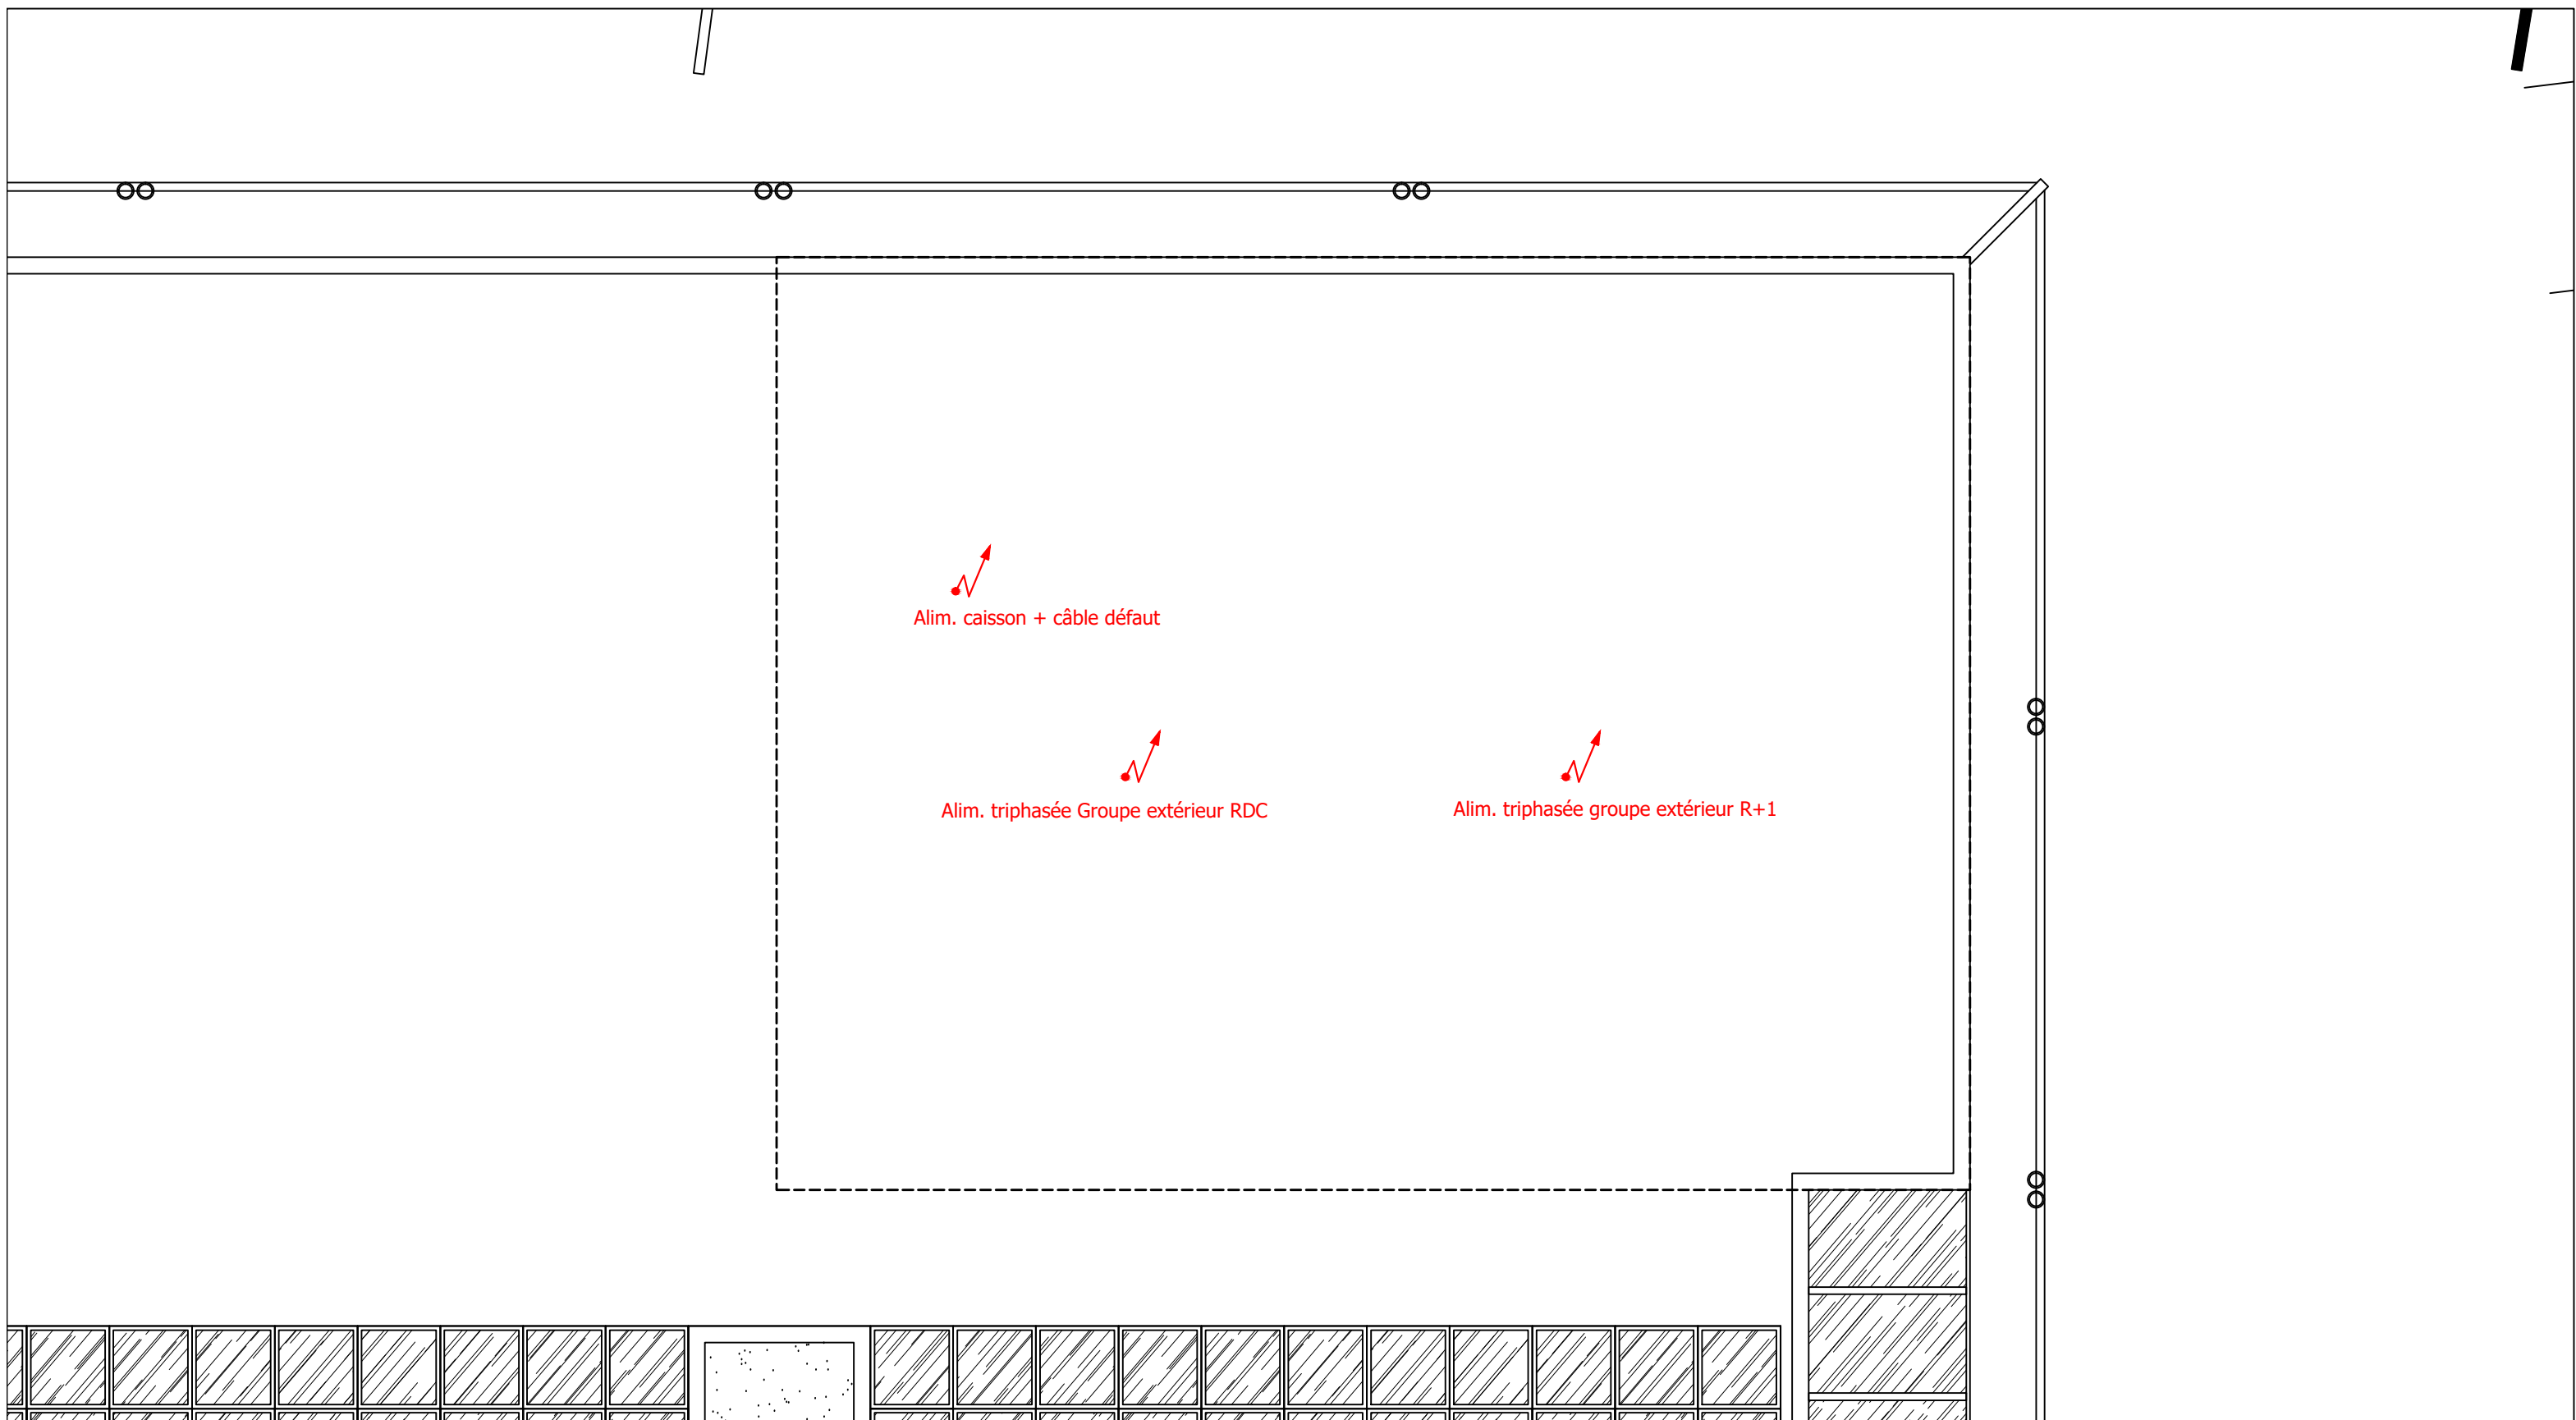 Alim. caisson + câble défaut
Alim. triphasée Groupe extérieur RDC
Alim. triphasée groupe extérieur R+1